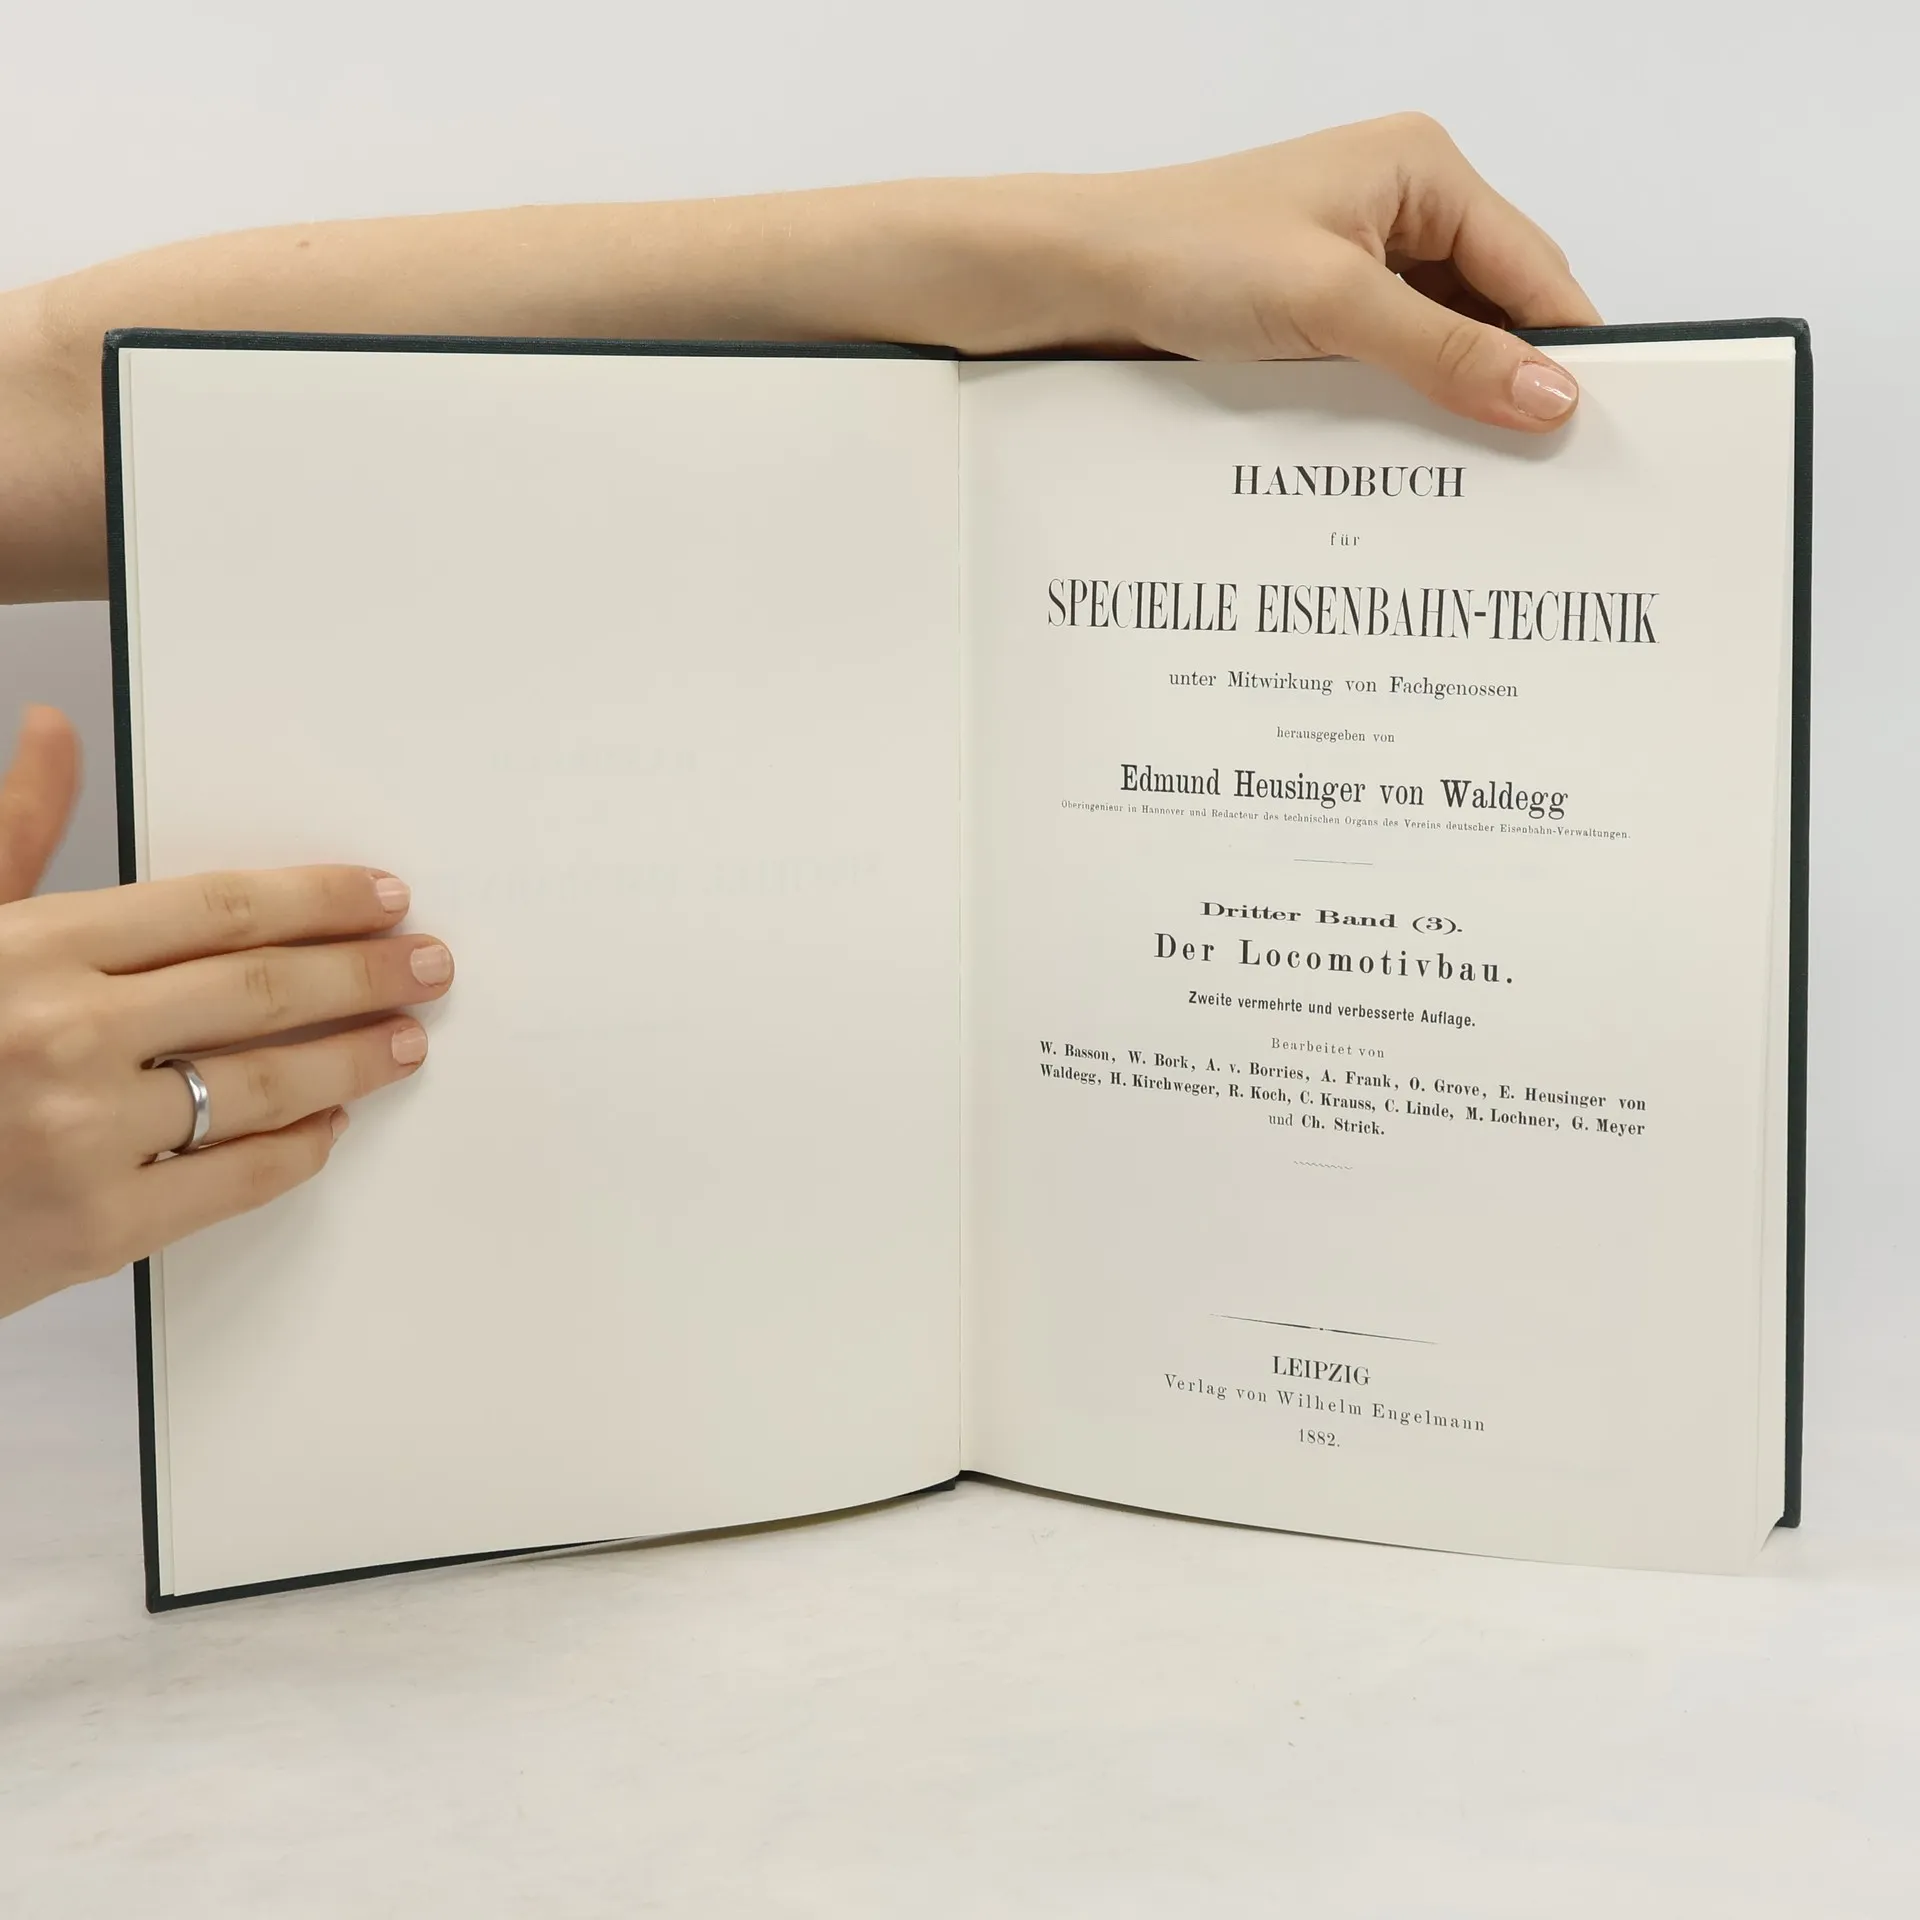 HANDBUCH
für
SPECIELLE EISENBAHN-TECHNIK
unter Mitwirkung von Fachgenossen
herausgegeben von
Edmund Heusinger von Waldegg
Oberingenieur in Hannover und Redacteur des technischen Organs des Vereins deutscher Eisenbahn-Verwaltungen.
Dritter Band (3).
Der Locomotivbau.
Zweite vermehrte und verbesserte Auflage.
Bearbeitet von
W. Basson, W. Bork, A. v. Borries, A. Frank, O. Grove, E. Heusinger von
Waldegg, H. Kirchweger, R. Koch, C. Krauss, C. Linde, M. Lochner, G. Meyer
und Ch. Strick.
LEIPZIG
Verlag von Wilhelm Engelmann
1882.